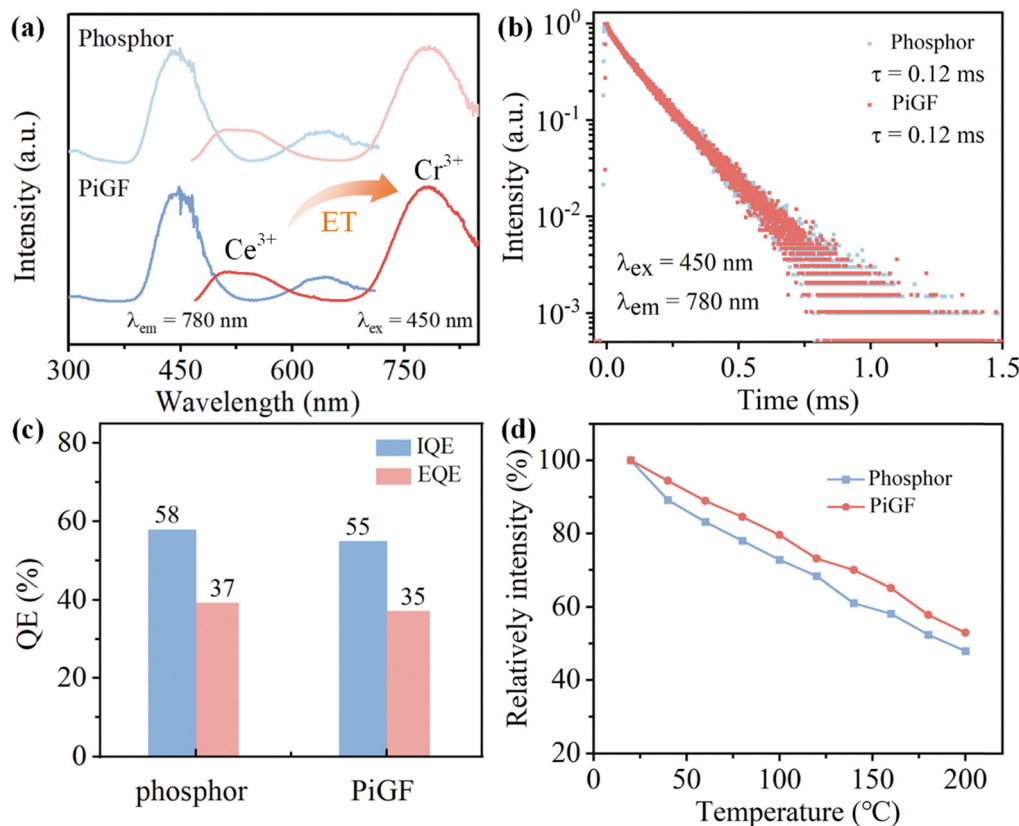 (a)
Phosphor
PiGF
Ce³⁺
ET
Cr³⁺
λem = 780 nm
λex = 450 nm
Intensity (a.u.)
300
450
600
750
Wavelength (nm)
(b)
Phosphor
τ = 0.12 ms
PiGF
τ = 0.12 ms
λex = 450 nm
λem = 780 nm
Intensity (a.u.)
10⁰
10⁻¹
10⁻²
10⁻³
0.0
0.5
1.0
1.5
Time (ms)
(c)
IQE
EQE
58
37
55
35
QE (%)
80
60
40
20
0
phosphor
PiGF
(d)
Phosphor
PiGF
Relatively intensity (%)
100
80
60
40
20
0
50
100
150
200
Temperature (°C)